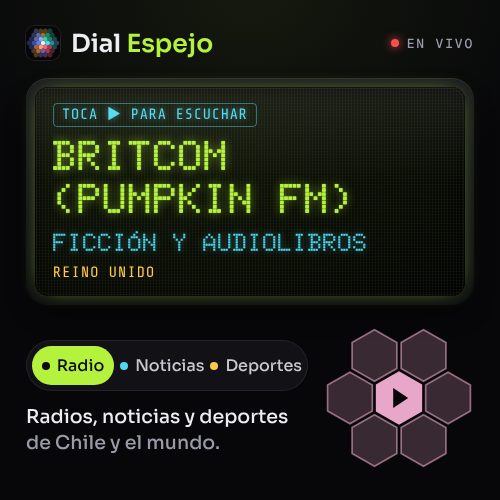 Dial Espejo
EN VIVO
TOCA ▶ PARA ESCUCHAR
BRITCOM
(PUMPKIN FM)
FICCIÓN Y AUDIOLIBROS
REINO UNIDO
Radio Noticias Deportes
Radios, noticias y deportes
de Chile y el mundo.